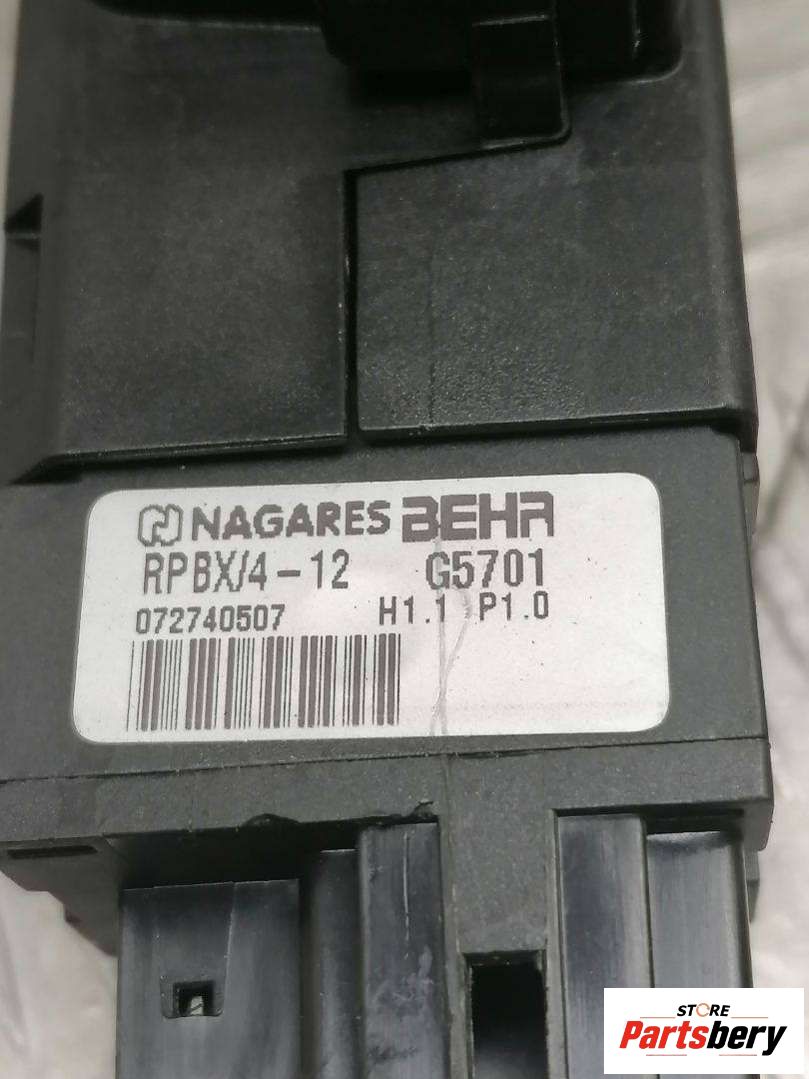 NAGARES BEHR
RPBX/4-12 G5701
072740507 H1.1 P1.0
STORE
Partsbery